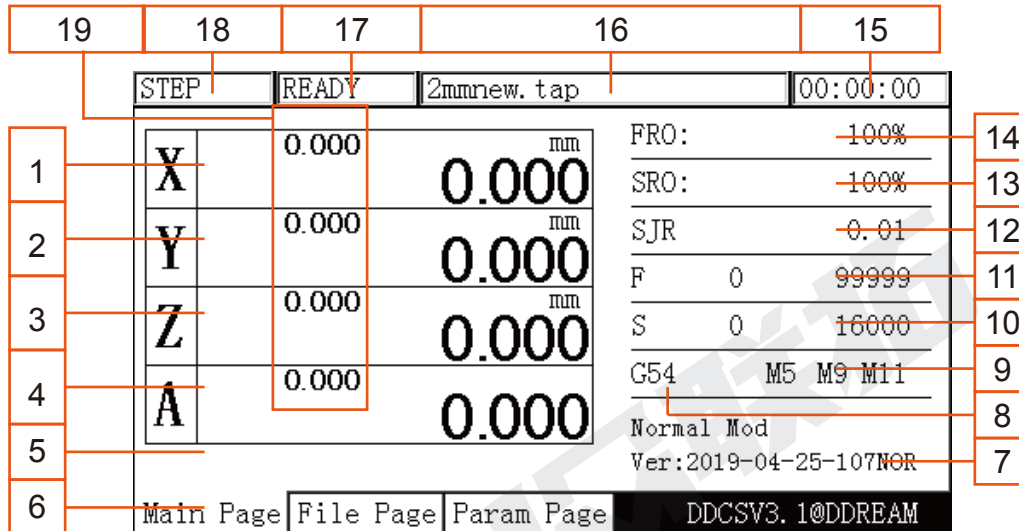 19 18 17 16 15
STEP READY 2mmnew.tap 00:00:00
1 X 0.000 mm 0.000
2 Y 0.000 mm 0.000
3 Z 0.000 mm 0.000
4 A 0.000 0.000
5
6
FRO: 100% 14
SRO: 100% 13
SJR 0.01 12
F 0 99999 11
S 0 16000 10
G54 M5 M9 M11 9
8
Normal Mod
Ver:2019-04-25-107NOR 7
Main Page File Page Param Page DDCSV3.1@DDREAM